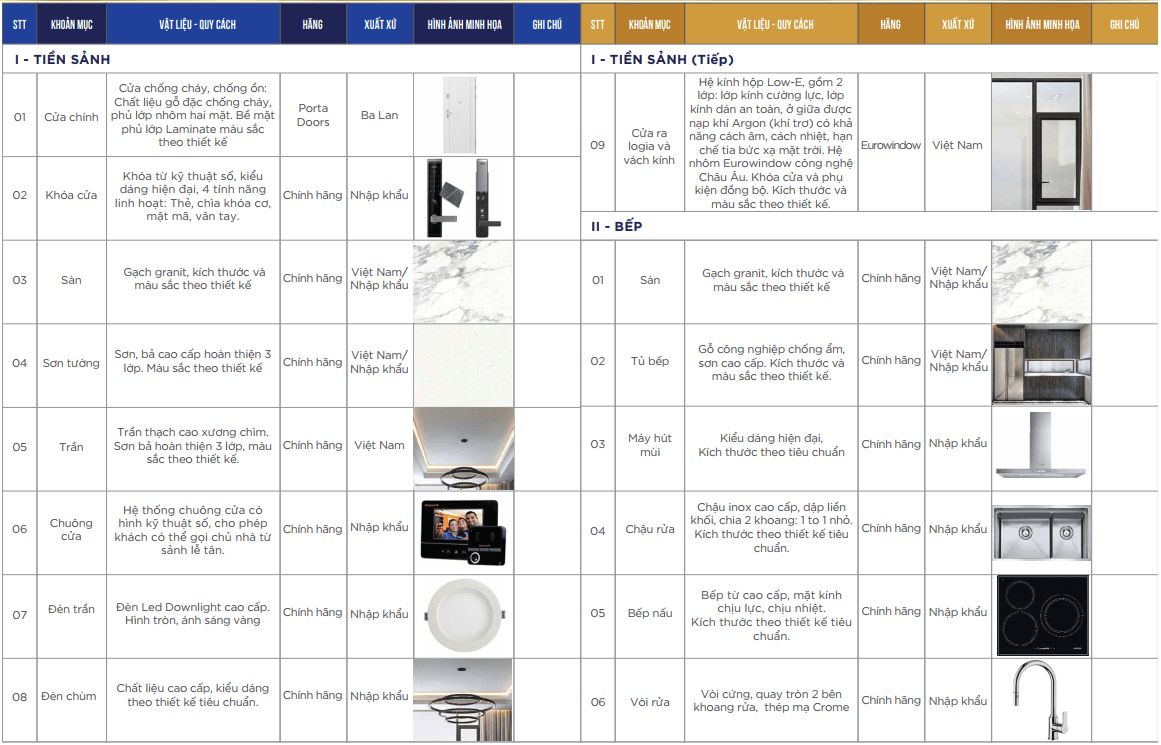 STT KHOẢN MỤC VẬT LIỆU - QUY CÁCH HÃNG XUẤT XỨ HÌNH ẢNH MINH HỌA GHI CHÚ
I - TIỀN SẢNH
01
Cửa chính
Cửa chống cháy, chống ồn:
Chất liệu gỗ đặc chống cháy,
phủ lớp nhôm hai mặt. Bề mặt
phủ lớp Laminate màu sắc
theo thiết kế
Porta
Doors
Ba Lan
02
Khóa cửa
Khóa từ kỹ thuật số, kiểu
dáng hiện đại, 4 tính năng
linh hoạt: Thẻ, chìa khóa cơ,
mật mã, vân tay.
Chính hãng
Nhập khẩu
03
Sàn
Gạch granit, kích thước và
màu sắc theo thiết kế
Chính hãng
Việt Nam/
Nhập khẩu
04
Sơn tường
Sơn, bả cao cấp hoàn thiện 3
lớp. Màu sắc theo thiết kế
Chính hãng
Việt Nam/
Nhập khẩu
05
Trần
Trần thạch cao xương chìm.
Sơn bả hoàn thiện 3 lớp, màu
sắc theo thiết kế.
Chính hãng
Việt Nam
06
Chuông
cửa
Hệ thống chuông cửa có
hình kỹ thuật số, cho phép
khách có thể gọi chủ nhà từ
sảnh lễ tân.
Chính hãng
Nhập khẩu
07
Đèn trần
Đèn Led Downlight cao cấp.
Hình tròn, ánh sáng vàng
Chính hãng
Nhập khẩu
08
Đèn chùm
Chất liệu cao cấp, kiểu dáng
theo thiết kế tiêu chuẩn.
Chính hãng
Nhập khẩu
STT KHOẢN MỤC VẬT LIỆU - QUY CÁCH HÃNG XUẤT XỨ HÌNH ẢNH MINH HỌA GHI CHÚ
I - TIỀN SẢNH (Tiếp)
09
Cửa ra
logia và
vách kính
Hệ kính hộp Low-E, gồm 2
lớp: lớp kính cường lực, lớp
kính dán an toàn, ở giữa được
nạp khí Argon (khí trơ) có khả
năng cách âm, cách nhiệt, hạn
chế tia bức xạ mặt trời. Hệ
nhôm Eurowindow công nghệ
Châu Âu. Khóa cửa và phụ
kiện đồng bộ. Kích thước và
màu sắc theo thiết kế.
Eurowindow
Việt Nam
II - BẾP
01
Sàn
Gạch granit, kích thước và
màu sắc theo thiết kế
Chính hãng
Việt Nam/
Nhập khẩu
02
Tủ bếp
Gỗ công nghiệp chống ẩm,
sơn cao cấp. Kích thước và
màu sắc theo thiết kế.
Chính hãng
Việt Nam/
Nhập khẩu
03
Máy hút
mùi
Kiểu dáng hiện đại,
Kích thước theo tiêu chuẩn
Chính hãng
Nhập khẩu
04
Chậu rửa
Chậu inox cao cấp, dập liền
khối, chia 2 khoang: 1 to 1 nhỏ.
Kích thước theo thiết kế tiêu
chuẩn.
Chính hãng
Nhập khẩu
05
Bếp nấu
Bếp từ cao cấp, mặt kính
chịu lực, chịu nhiệt.
Kích thước theo thiết kế tiêu
chuẩn.
Chính hãng
Nhập khẩu
06
Vòi rửa
Vòi cứng, quay tròn 2 bên
khoang rửa, thép mạ Crome
Chính hãng
Nhập khẩu